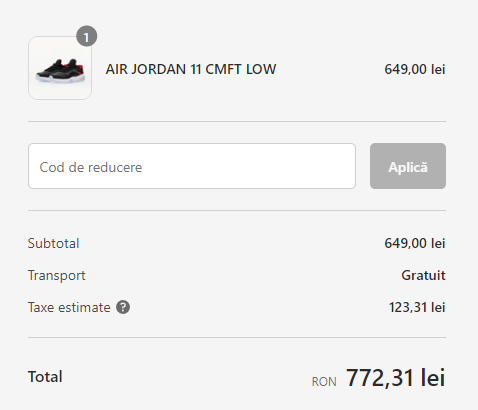 1
AIR JORDAN 11 CMFT LOW 649,00 lei
Cod de reducere Aplică
Subtotal 649,00 lei
Transport Gratuit
Taxe estimate ? 123,31 lei
Total RON 772,31 lei